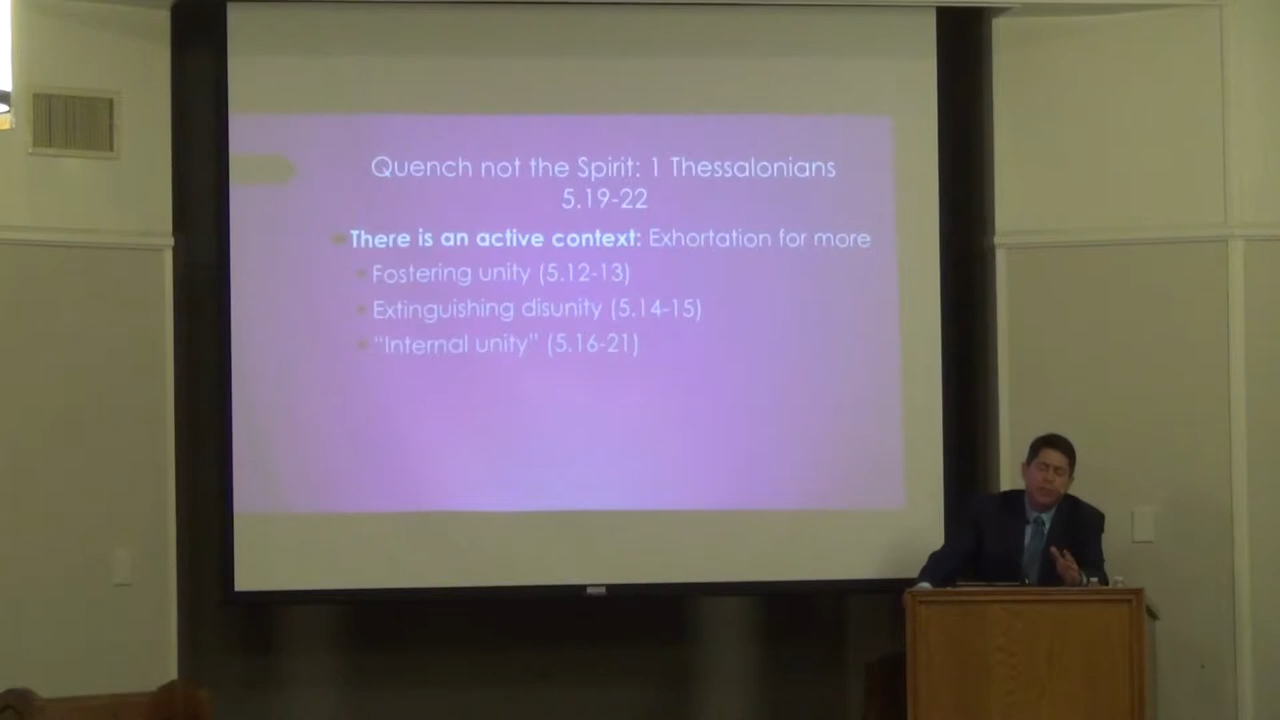 Quench not the Spirit: 1 Thessalonians
5.19-22
There is an active context: Exhortation for more
Fostering unity (5.12-13)
Extinguishing disunity (5.14-15)
“Internal unity” (5.16-21)